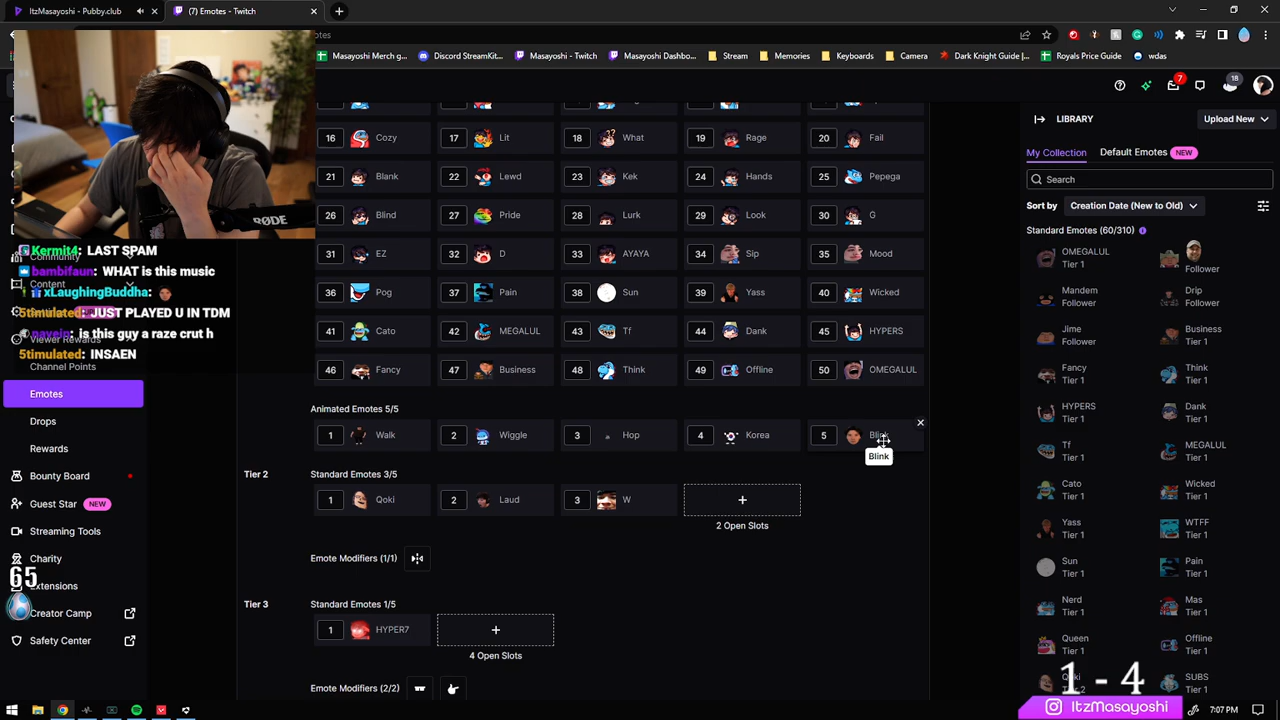 ItzMasayoshi - Pubby.club
(7) Emotes - Twitch
otes
Masayoshi Merch g...
Discord StreamKit...
Masayoshi - Twitch
Masayoshi Dashbo...
Stream
Memories
Keyboards
Camera
Dark Knight Guide (...
Royals Price Guide
wdas
7
18
LIBRARY
Upload New
My Collection
Default Emotes NEW
Search
Sort by
Creation Date (New to Old)
Standard Emotes (60/310)
OMEGALUL
Tier 1
Follower
Mandem
Follower
Drip
Follower
Jime
Follower
Business
Tier 1
Fancy
Tier 1
Think
Tier 1
HYPERS
Tier 1
Dank
Tier 1
Tf
Tier 1
MEGALUL
Tier 1
Cato
Tier 1
Wicked
Tier 1
Yass
Tier 1
WTFF
Tier 1
Sun
Tier 1
Pain
Tier 1
Nerd
Tier 1
Mas
Tier 1
Queen
Tier 1
Offline
Tier 1
Qoki
Tier 2
SUBS
Tier 1
16 Cozy 17 Lit 18 What 19 Rage 20 Fail
21 Blank 22 Lewd 23 Kek 24 Hands 25 Pepega
26 Blind 27 Pride 28 Lurk 29 Look 30 G
31 EZ 32 D 33 AYAYA 34 Sip 35 Mood
36 Pog 37 Pain Sun 39 Yass 40 Wicked
41 Cato 42 MEGALUL 43 Tf 44 Dank 45 HYPERS
46 Fancy 47 Business 48 Think 49 Offline 50 OMEGALUL
Animated Emotes 5/5
1 Walk 2 Wiggle 3 Hop 4 Korea 5 Blink
Blink
Tier 2
Standard Emotes 3/5
1 Qoki 2 Laud 3 W
2 Open Slots
Emote Modifiers (1/1)
Tier 3
Standard Emotes 1/5
1 HYPER7
4 Open Slots
Emote Modifiers (2/2)
RØDE
Kermit4: LAST SPAM
Community
bambifaun: WHAT is this music
Content
xLaughingBuddha:
5timulated: JUST PLAYED U IN TDM
naveip: is this guy a raze crut h
Viewer Rewards
5timulated: INSAEN
Channel Points
Emotes
Drops
Rewards
Bounty Board
Guest Star NEW
Streaming Tools
Charity
65
Extensions
Creator Camp
Safety Center
1 - 4
ItzMasayoshi
7:07 PM